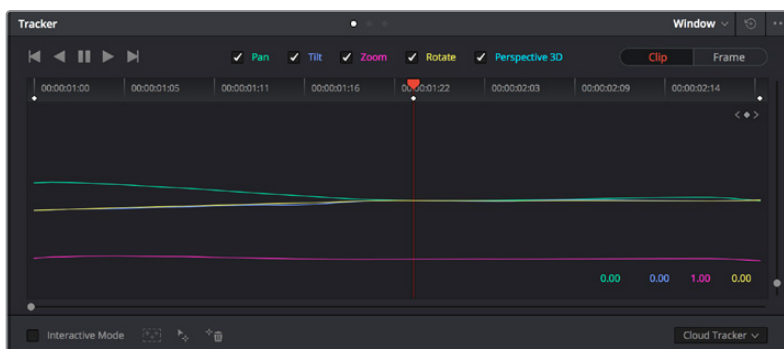 Tracker Window
Pan Tilt Zoom Rotate Perspective 3D Clip Frame
00:00:01:00 00:00:01:05 00:00:01:11 00:00:01:16 00:00:01:22 00:00:02:03 00:00:02:09 00:00:02:14
0.00 0.00 1.00 0.00
Interactive Mode Cloud Tracker